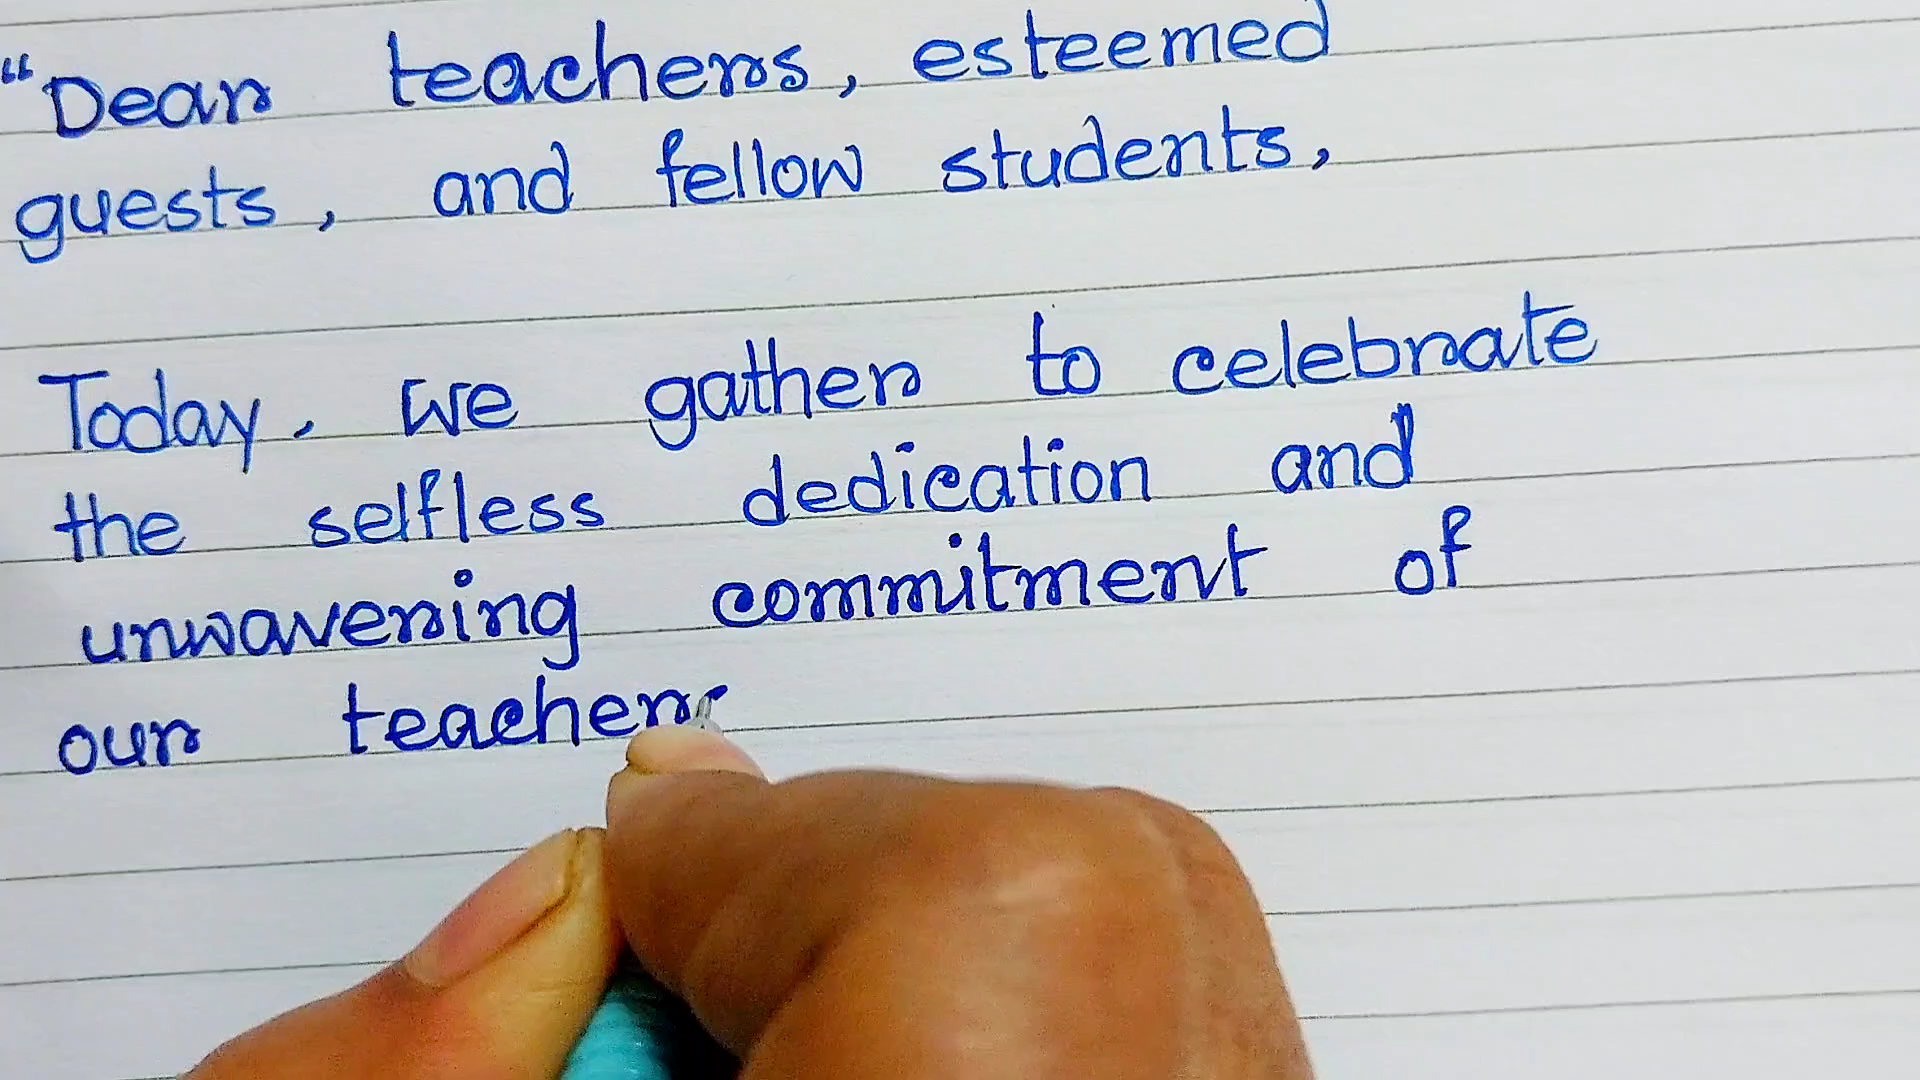 “Dear teachers, esteemed
guests, and fellow students,
Today, we gather to celebrate
the selfless dedication and
unwavering commitment of
our teachers